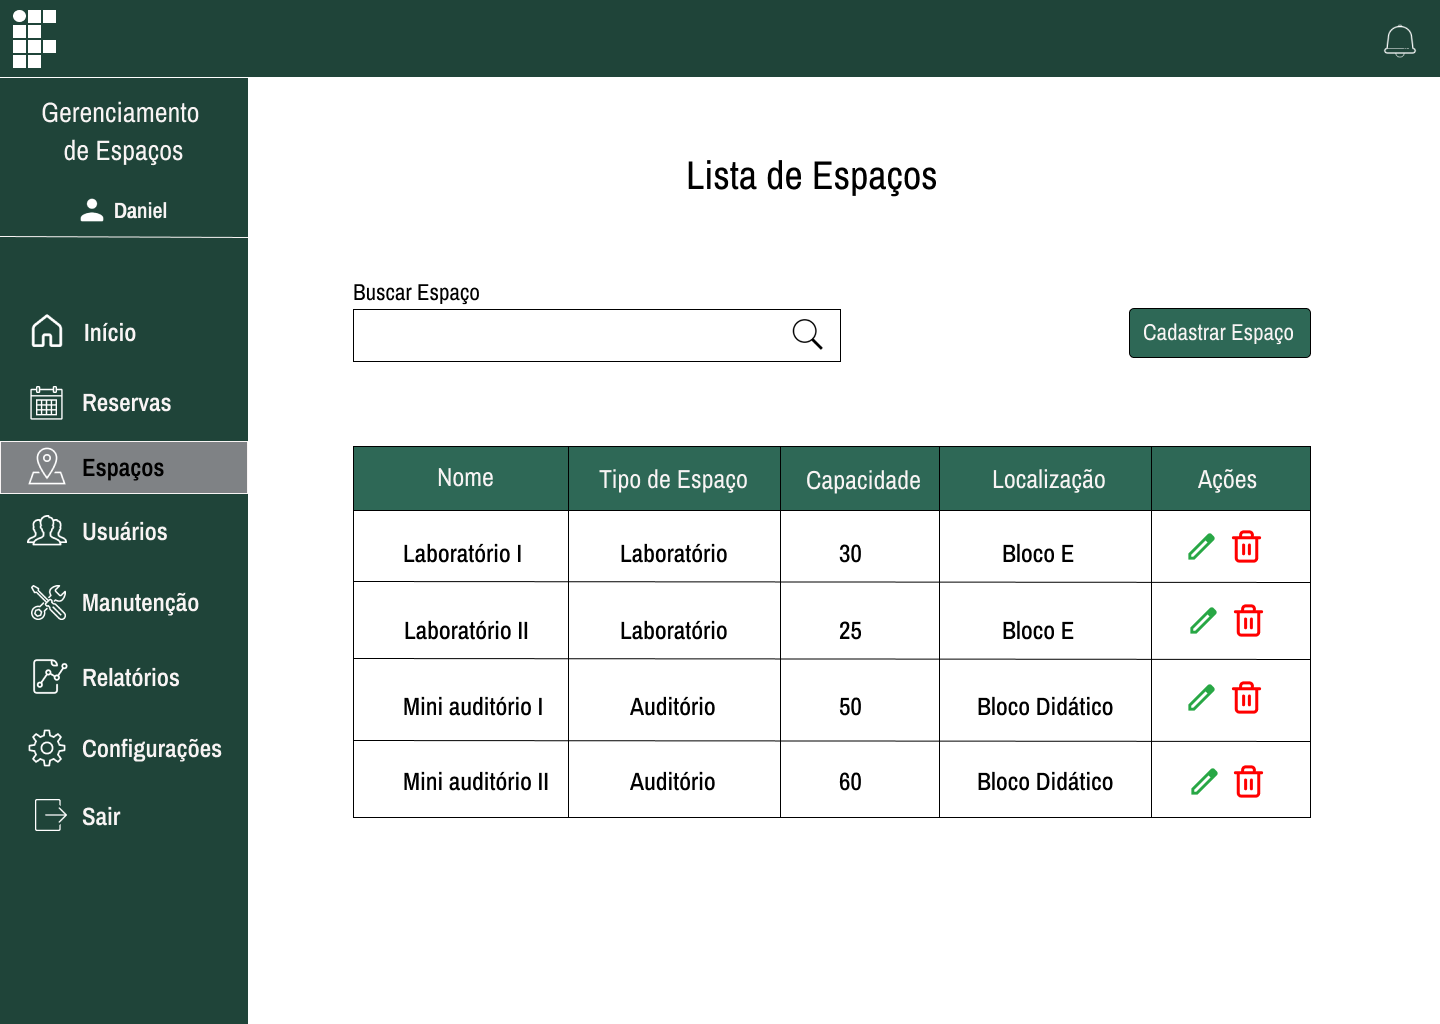 Gerenciamento
de Espaços
Daniel
Início
Reservas
Espaços
Usuários
Manutenção
Relatórios
Configurações
Sair
Lista de Espaços
Buscar Espaço
Cadastrar Espaço
Nome Tipo de Espaço Capacidade Localização Ações
Laboratório I Laboratório 30 Bloco E
Laboratório II Laboratório 25 Bloco E
Mini auditório I Auditório 50 Bloco Didático
Mini auditório II Auditório 60 Bloco Didático